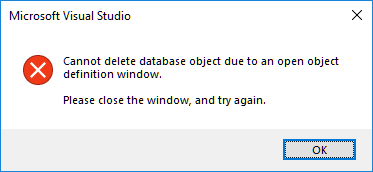 Microsoft Visual Studio
Cannot delete database object due to an open object
definition window.
Please close the window, and try again.
OK